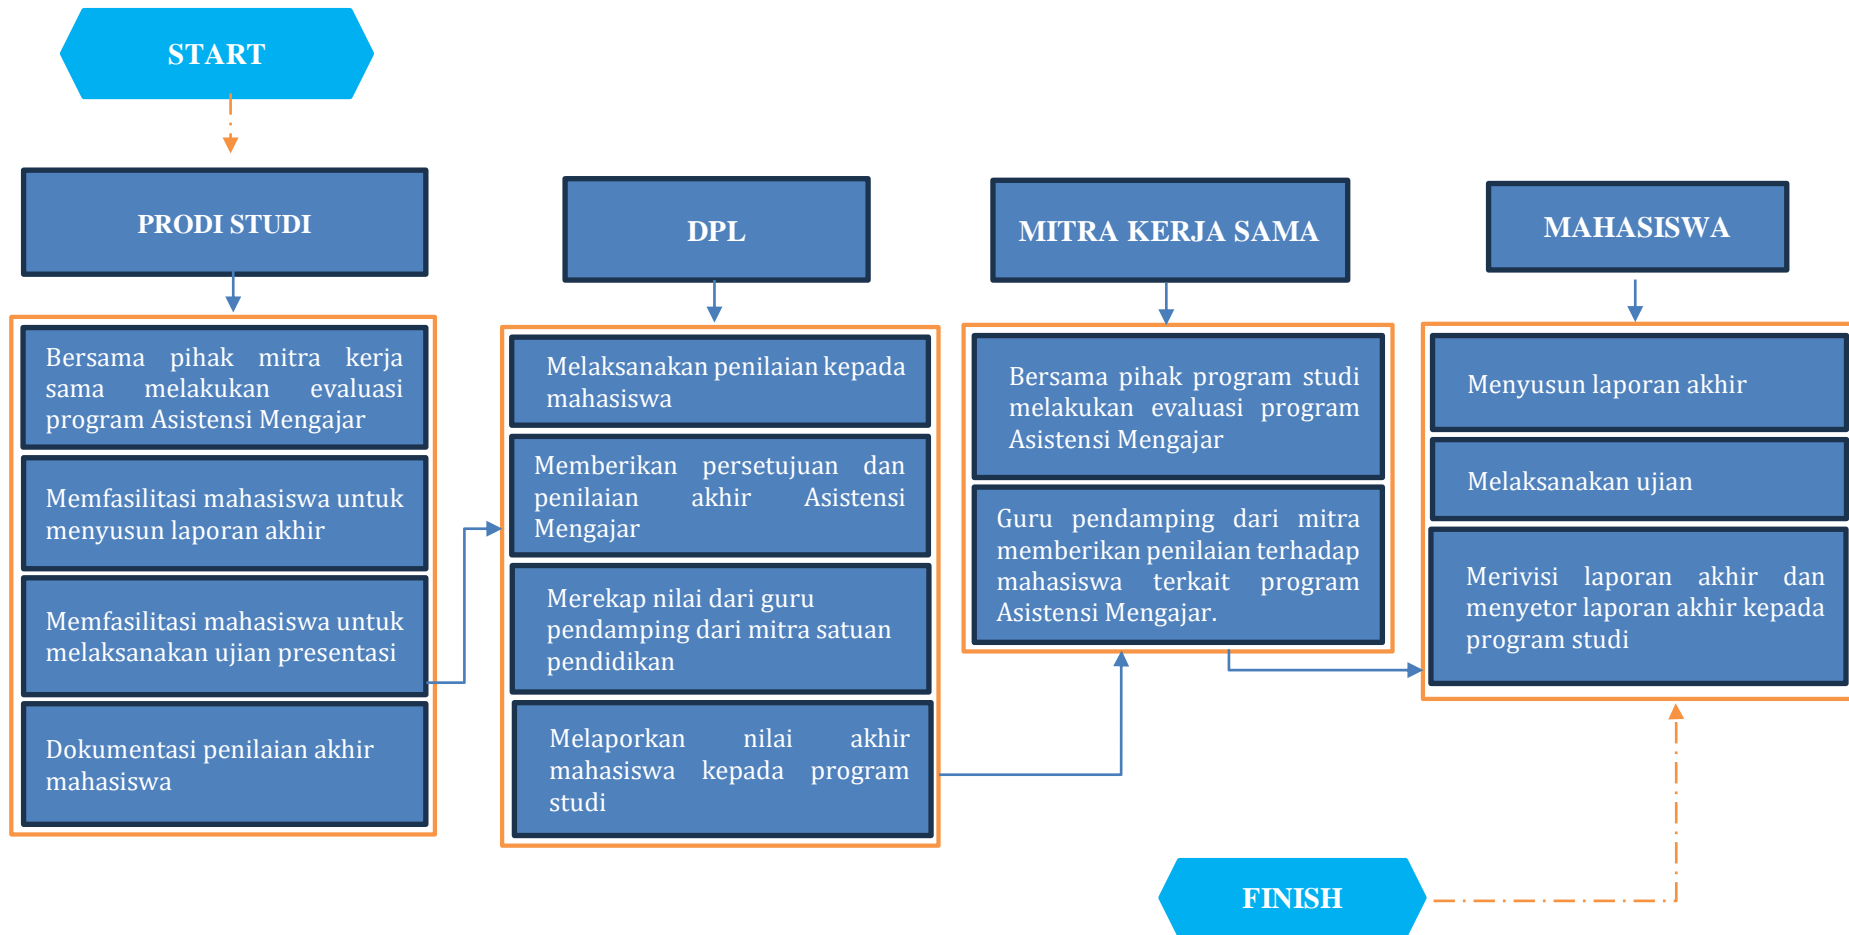 START
PRODI STUDI
Bersama pihak mitra kerja
sama melakukan evaluasi
program Asistensi Mengajar
Memfasilitasi mahasiswa untuk
menyusun laporan akhir
Memfasilitasi mahasiswa untuk
melaksanakan ujian presentasi
Dokumentasi penilaian akhir
mahasiswa
DPL
Melaksanakan penilaian kepada
mahasiswa
Memberikan persetujuan dan
penilaian akhir Asistensi
Mengajar
Merekap nilai dari guru
pendamping dari mitra satuan
pendidikan
Melaporkan nilai akhir
mahasiswa kepada program
studi
MITRA KERJA SAMA
Bersama pihak program studi
melakukan evaluasi program
Asistensi Mengajar
Guru pendamping dari mitra
memberikan penilaian terhadap
mahasiswa terkait program
Asistensi Mengajar.
MAHASISWA
Menyusun laporan akhir
Melaksanakan ujian
Merivisi laporan akhir dan
menyetor laporan akhir kepada
program studi
FINISH